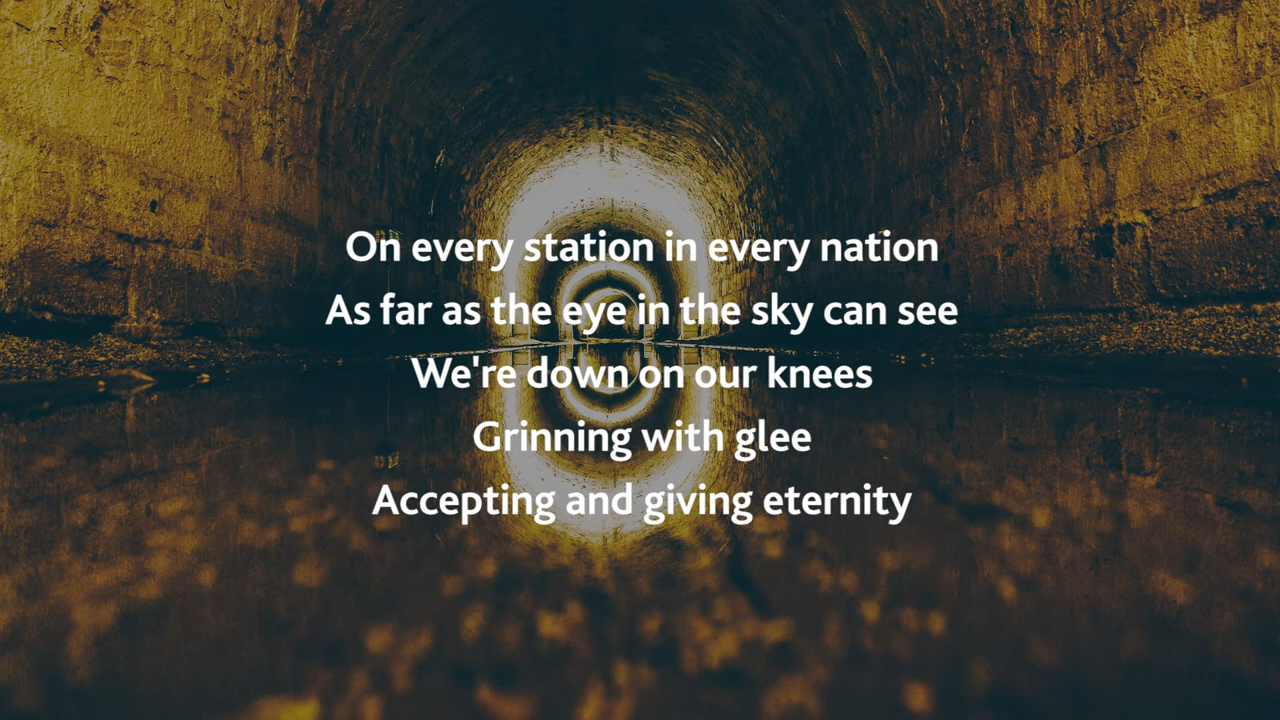 On every station in every nation
As far as the eye in the sky can see
We're down on our knees
Grinning with glee
Accepting and giving eternity